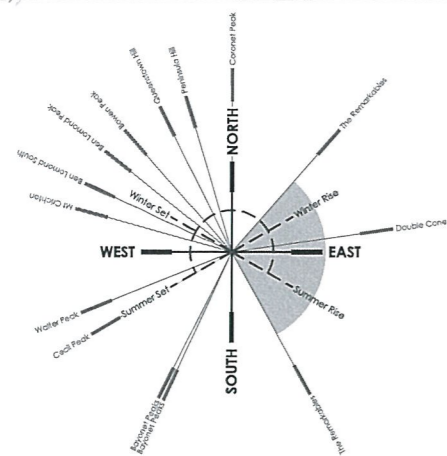 Coronet Peak
Peninsula Hill
Queenstown Hill
Bowen Peak
Ben Lomond Peak
Ben Lomond South
Mt Crichton
The Remarkables
NORTH
Winter Set
Winter Rise
Double Cone
WEST
EAST
Summer Set
Summer Rise
Walter Peak
Cecil Peak
SOUTH
Bayonet Peaks
Bayonet Peaks
The Remarkables